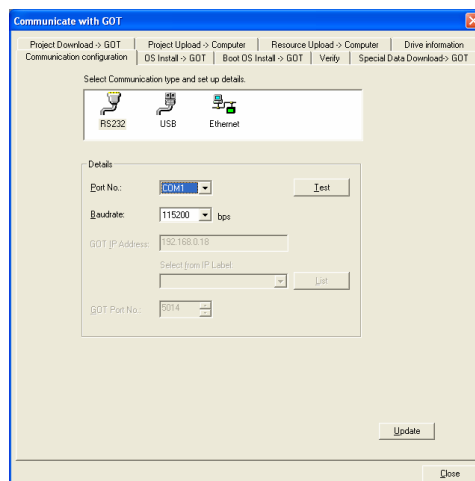 Communicate with GOT
Project Download -> GOT Project Upload -> Computer Resource Upload -> Computer Drive information
Communication configuration OS Install -> GOT Boot OS Install -> GOT Verify Special Data Download-> GOT
Select Communication type and set up details.
RS232 USB Ethernet
Details
Port No.: COM1 Test
Baudrate: 115200 bps
GOT IP Address: 192.168.0.18
Select from IP Label
List
GOT Port No.: 5014
Update
Close